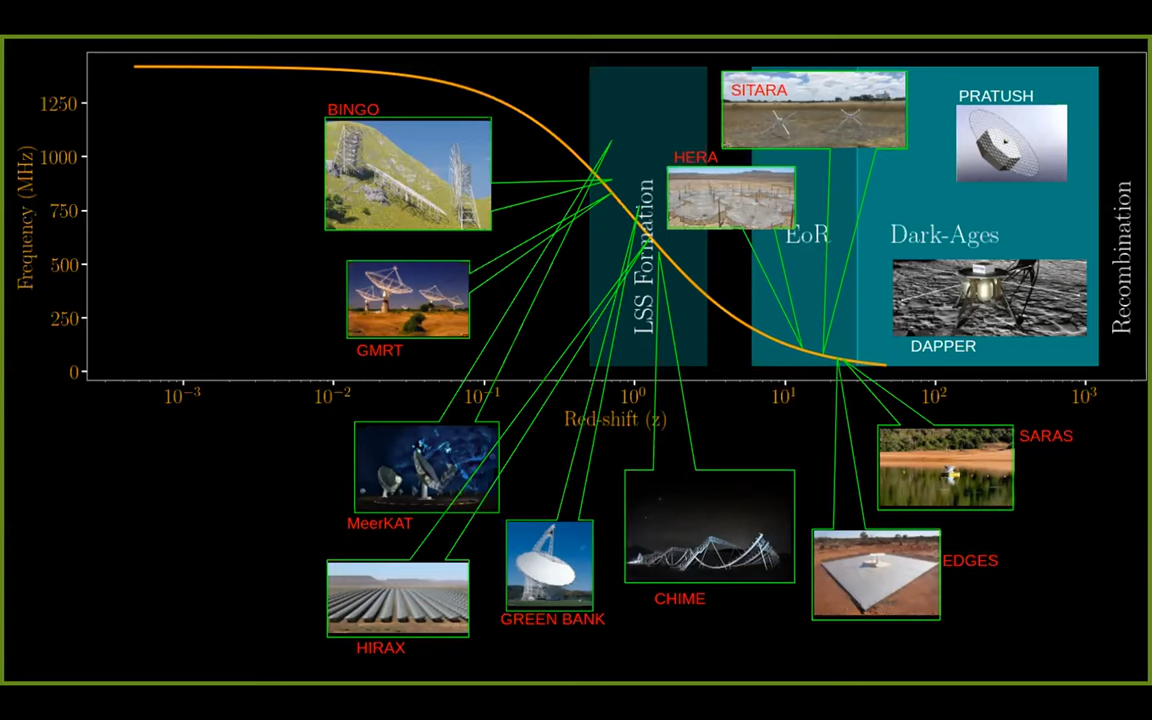 BINGO
SITARA
PRATUSH
HERA
1250
1000
750
500
250
0
Frequency (MHz)
LSS Formation
EoR
Dark-Ages
Recombination
GMRT
DAPPER
10⁻³
10⁻²
10⁻¹
10⁰
10¹
10²
10³
Red-shift (z)
SARAS
MeerKAT
EDGES
CHIME
GREEN BANK
HIRAX